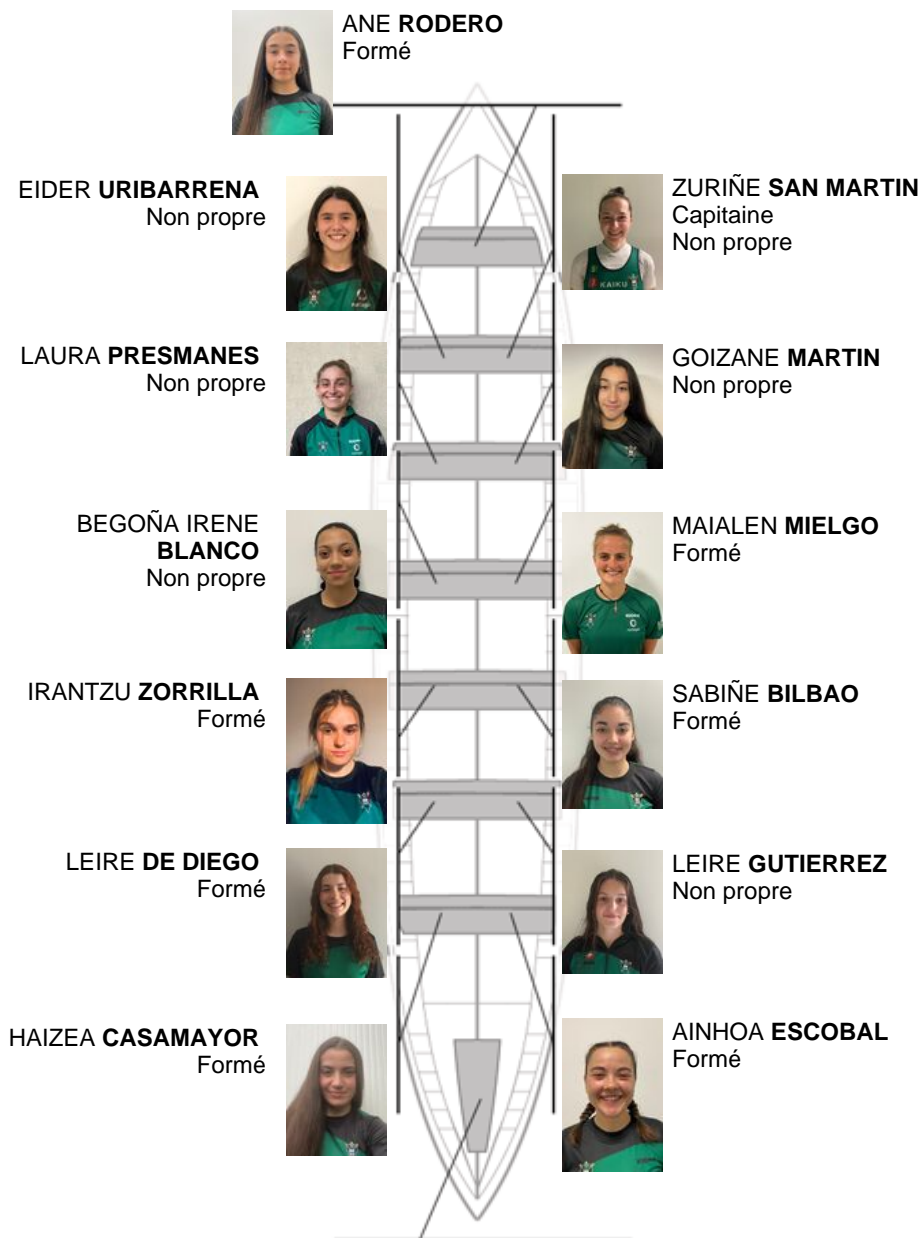 ANE RODERO
Formé
EIDER URIBARRENA
Non propre
ZURIÑE SAN MARTIN
Capitaine
Non propre
KAIKU
LAURA PRESMANES
Non propre
GOIZANE MARTIN
Non propre
BEGOÑA IRENE
BLANCO
Non propre
MAIALEN MIELGO
Formé
IRANTZU ZORRILLA
Formé
SABIÑE BILBAO
Formé
LEIRE DE DIEGO
Formé
LEIRE GUTIERREZ
Non propre
HAIZEA CASAMAYOR
Formé
AINHOA ESCOBAL
Formé